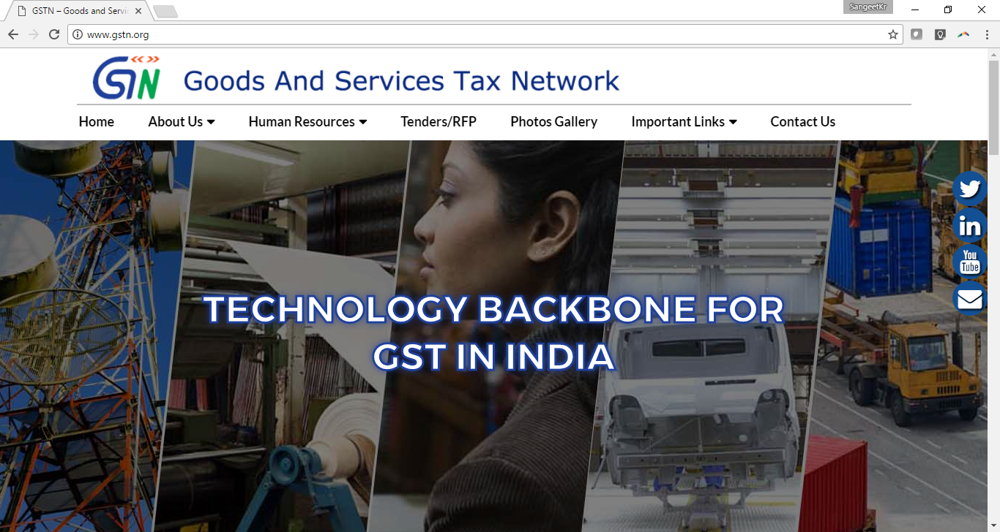 GSTN – Goods and Servi
SangeetKr
www.gstn.org
GSTN
Goods And Services Tax Network
Home About Us Human Resources Tenders/RFP Photos Gallery Important Links Contact Us
in
You
Tube
TECHNOLOGY BACKBONE FOR
GST IN INDIA